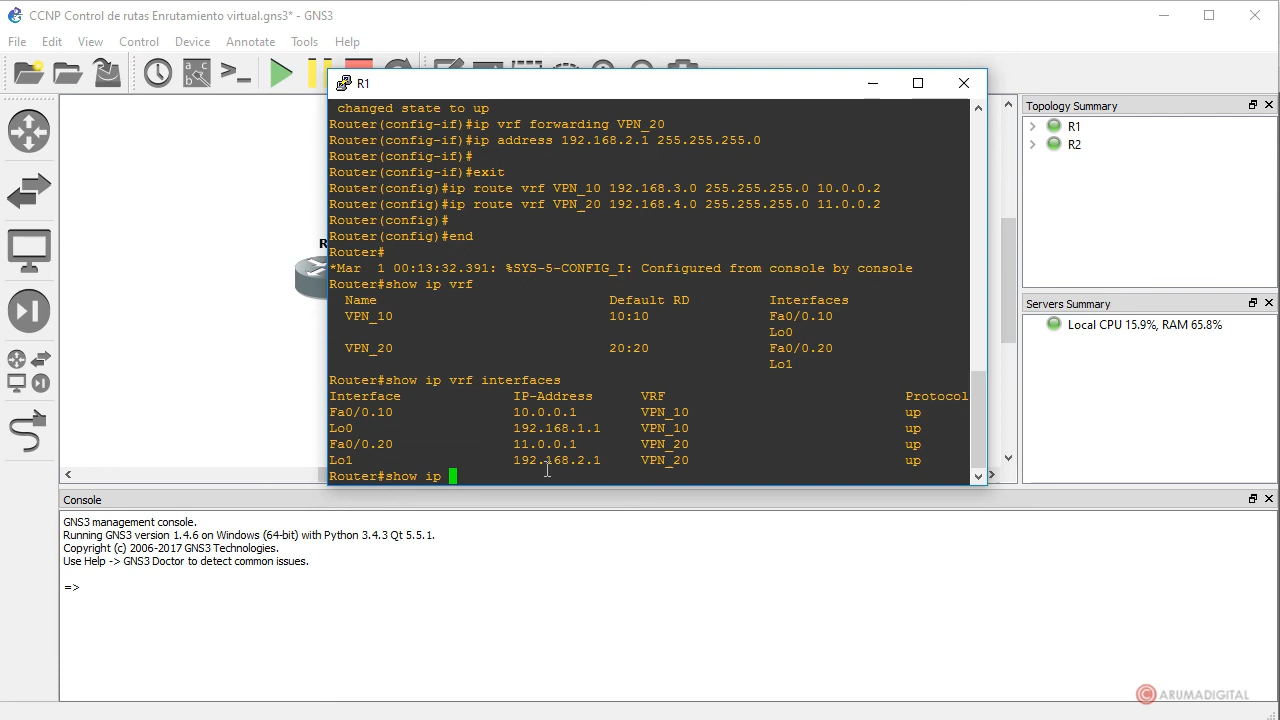 CCNP Control de rutas Enrutamiento virtual.gns3* - GNS3
File Edit View Control Device Annotate Tools Help
R1
changed state to up
Router(config-if)#ip vrf forwarding VPN_20
Router(config-if)#ip address 192.168.2.1 255.255.255.0
Router(config-if)#
Router(config-if)#exit
Router(config)#ip route vrf VPN_10 192.168.3.0 255.255.255.0 10.0.0.2
Router(config)#ip route vrf VPN_20 192.168.4.0 255.255.255.0 11.0.0.2
Router(config)#
Router(config)#end
Router#
*Mar  1 00:13:32.391: %SYS-5-CONFIG_I: Configured from console by console
Router#show ip vrf
Name Default RD Interfaces
VPN_10 10:10 Fa0/0.10
Lo0
VPN_20 20:20 Fa0/0.20
Lo1
Router#show ip vrf interfaces
Interface IP-Address VRF Protocol
Fa0/0.10 10.0.0.1 VPN_10 up
Lo0 192.168.1.1 VPN_10 up
Fa0/0.20 11.0.0.1 VPN_20 up
Lo1 192.168.2.1 VPN_20 up
Router#show ip
R
Topology Summary
R1
R2
Servers Summary
Local CPU 15.9%, RAM 65.8%
Console
GNS3 management console.
Running GNS3 version 1.4.6 on Windows (64-bit) with Python 3.4.3 Qt 5.5.1.
Copyright (c) 2006-2017 GNS3 Technologies.
Use Help -> GNS3 Doctor to detect common issues.
=>
© ARUMADIGITAL